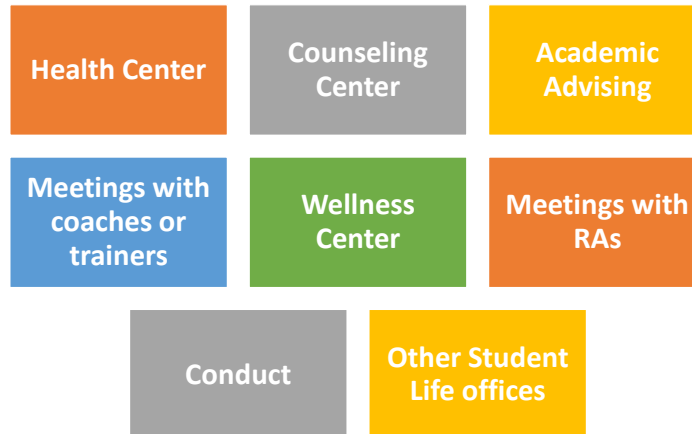 Health Center
Counseling
Center
Academic
Advising
Meetings with
coaches or
trainers
Wellness
Center
Meetings with
RAs
Conduct
Other Student
Life offices